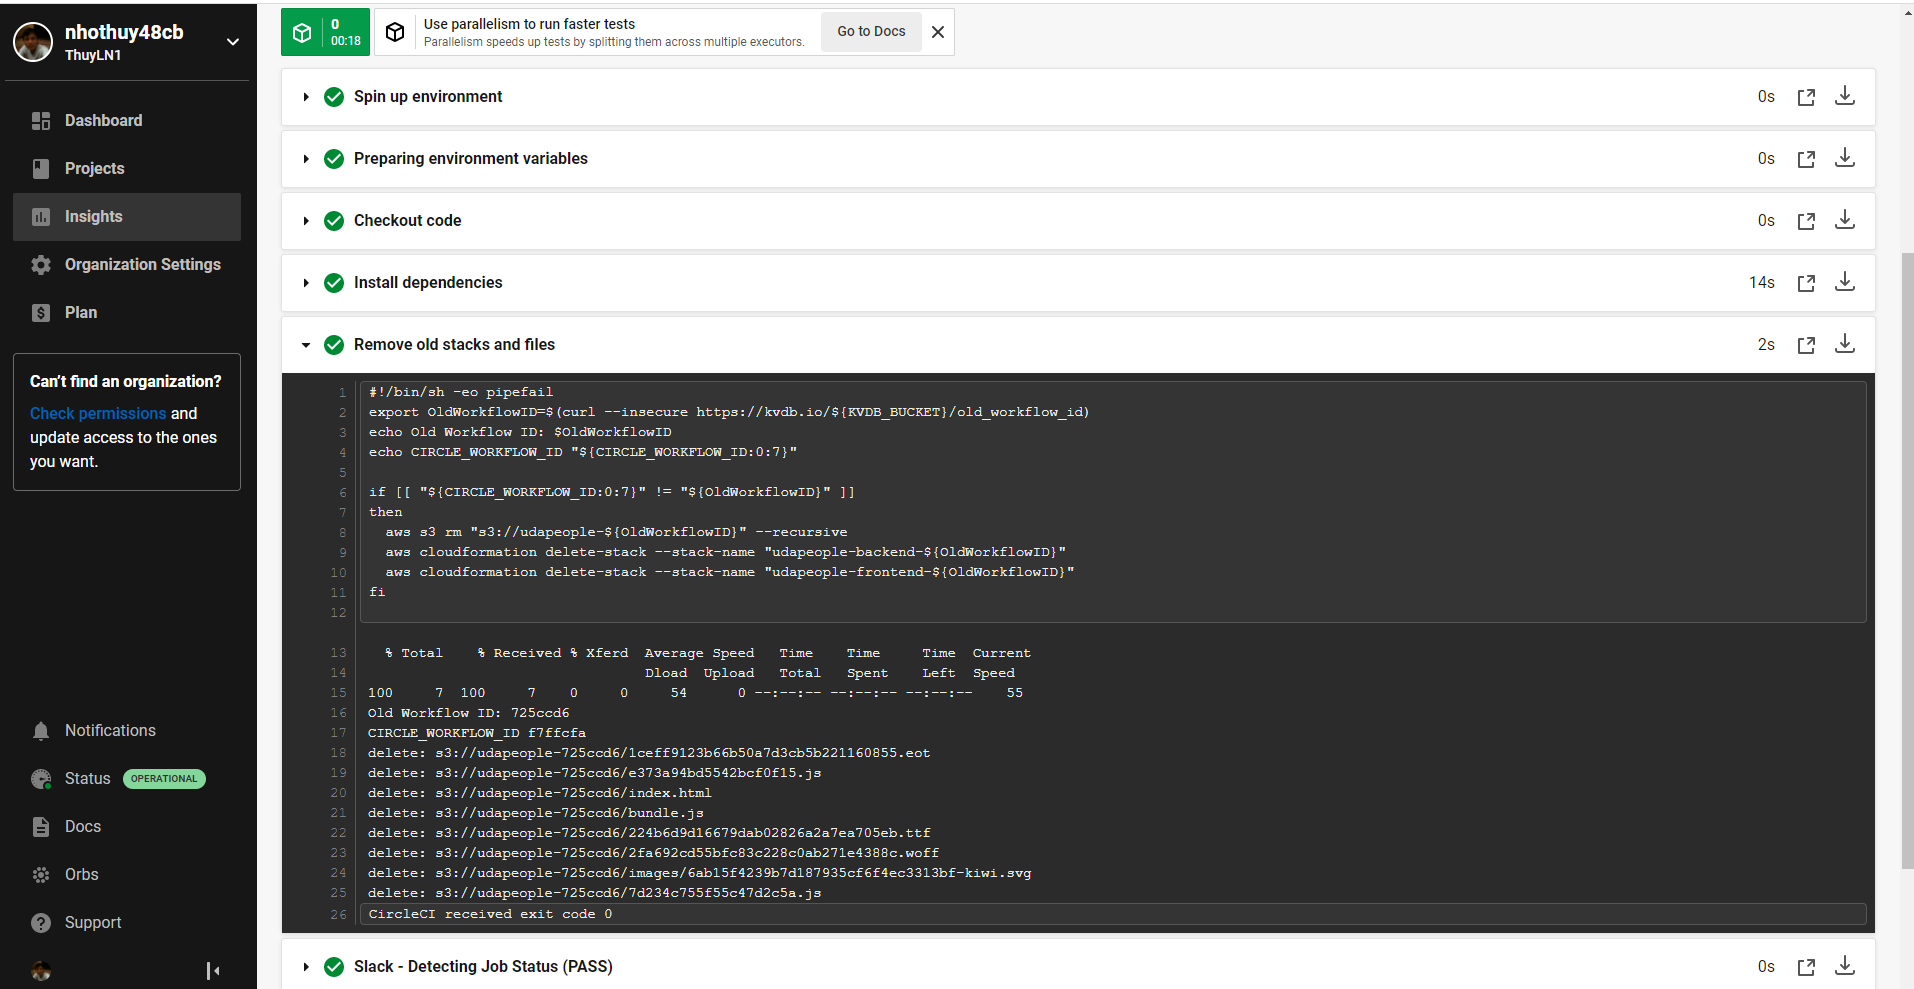 nhothuy48cb
ThuyLN1
Dashboard
Projects
Insights
Organization Settings
Plan
Can't find an organization?
Check permissions and
update access to the ones
you want.
Notifications
Status OPERATIONAL
Docs
Orbs
Support
0
00:18
Use parallelism to run faster tests
Parallelism speeds up tests by splitting them across multiple executors.
Go to Docs
Spin up environment 0s
Preparing environment variables 0s
Checkout code 0s
Install dependencies 14s
Remove old stacks and files 2s
1 #!/bin/sh -eo pipefail
2 export OldWorkflowID=$(curl --insecure https://kvdb.io/${KVDB_BUCKET}/old_workflow_id)
3 echo Old Workflow ID: $OldWorkflowID
4 echo CIRCLE_WORKFLOW_ID "${CIRCLE_WORKFLOW_ID:0:7}"
5
6 if [[ "${CIRCLE_WORKFLOW_ID:0:7}" != "${OldWorkflowID}" ]]
7 then
8 aws s3 rm "s3://udapeople-${OldWorkflowID}" --recursive
9 aws cloudformation delete-stack --stack-name "udapeople-backend-${OldWorkflowID}"
10 aws cloudformation delete-stack --stack-name "udapeople-frontend-${OldWorkflowID}"
11 fi
12
13 % Total % Received % Xferd Average Speed Time Time Time Current
14 Dload Upload Total Spent Left Speed
15 100 7 100 7 0 0 54 0 --:--:-- --:--:-- --:--:-- 55
16 Old Workflow ID: 725ccd6
17 CIRCLE_WORKFLOW_ID f7ffcfa
18 delete: s3://udapeople-725ccd6/1ceff9123b66b50a7d3cb5b221160855.eot
19 delete: s3://udapeople-725ccd6/e373a94bd5542bcf0f15.js
20 delete: s3://udapeople-725ccd6/index.html
21 delete: s3://udapeople-725ccd6/bundle.js
22 delete: s3://udapeople-725ccd6/224b6d9d16679dab02826a2a7ea705eb.ttf
23 delete: s3://udapeople-725ccd6/2fa692cd55bfc83c228c0ab271e4388c.woff
24 delete: s3://udapeople-725ccd6/images/6ab15f4239b7d187935cf6f4ec3313bf-kiwi.svg
25 delete: s3://udapeople-725ccd6/7d234c755f55c47d2c5a.js
26 CircleCI received exit code 0
Slack - Detecting Job Status (PASS) 0s